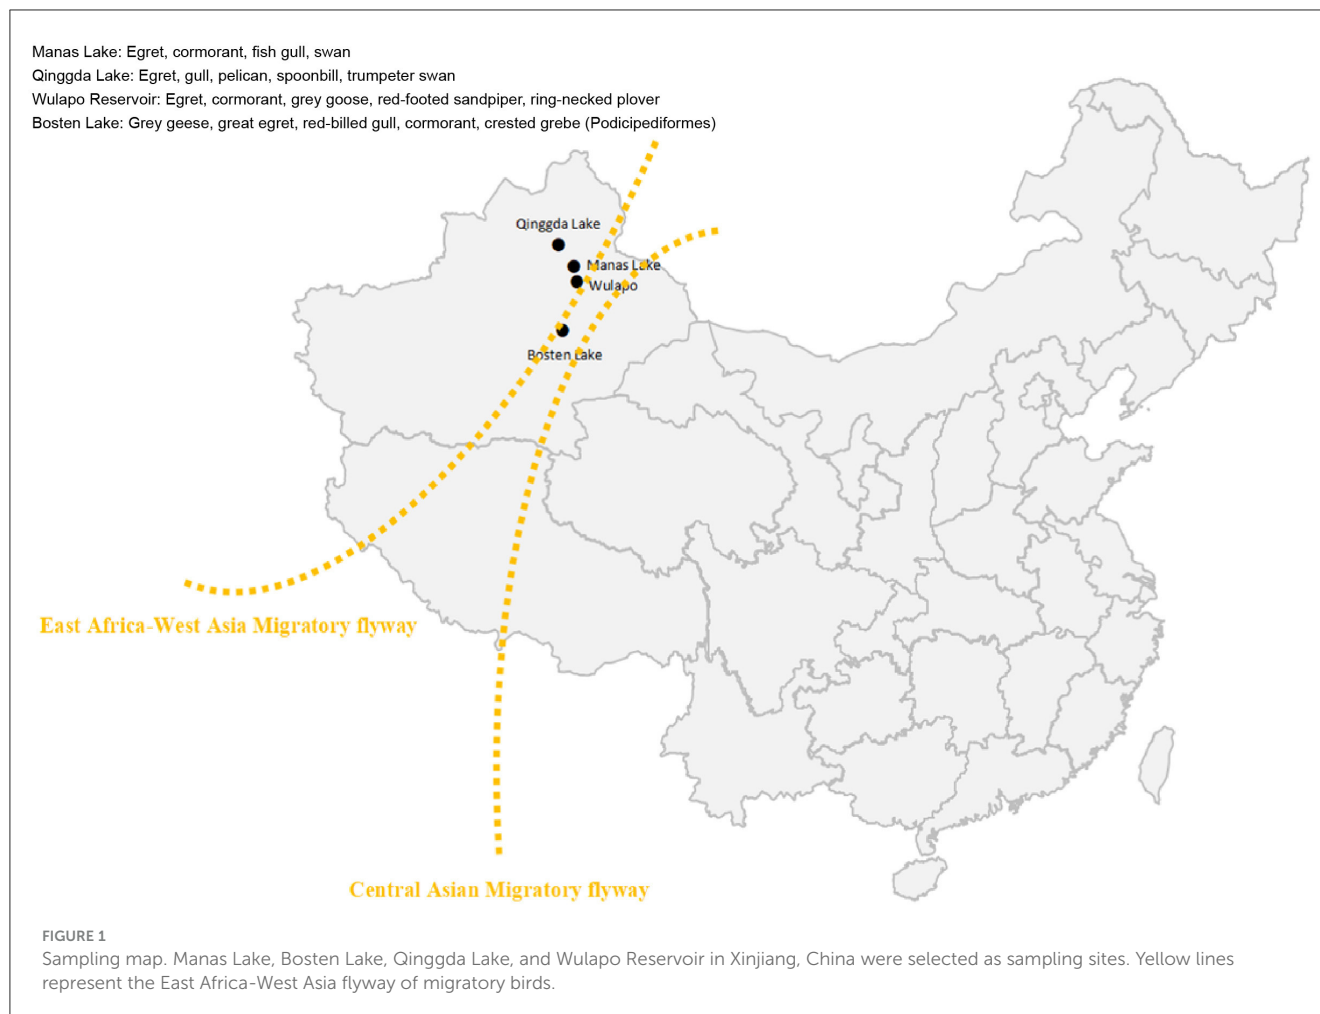 Manas Lake: Egret, cormorant, fish gull, swan
Qinggda Lake: Egret, gull, pelican, spoonbill, trumpeter swan
Wulapo Reservoir: Egret, cormorant, grey goose, red-footed sandpiper, ring-necked plover
Bosten Lake: Grey geese, great egret, red-billed gull, cormorant, crested grebe (Podicipediformes)
Qinggda Lake
Manas Lake
Wulapo
Bosten Lake
East Africa-West Asia Migratory flyway
Central Asian Migratory flyway
FIGURE 1
Sampling map. Manas Lake, Bosten Lake, Qinggda Lake, and Wulapo Reservoir in Xinjiang, China were selected as sampling sites. Yellow lines
represent the East Africa-West Asia flyway of migratory birds.